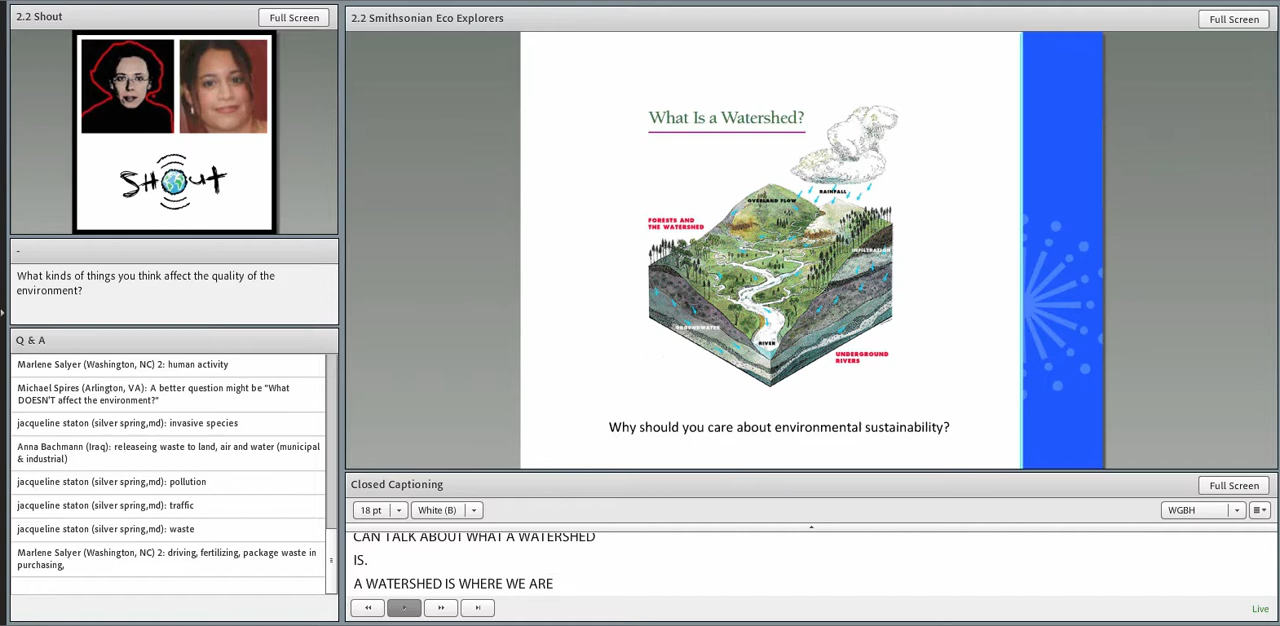 2.2 Shout
Full Screen
SHOUT
-
What kinds of things you think affect the quality of the
environment?
Q & A
Marlene Salyer (Washington, NC) 2: human activity
Michael Spires (Arlington, VA): A better question might be "What
DOESN'T affect the environment?"
jacqueline staton (silver spring,md): invasive species
Anna Bachmann (Iraq): releaseing waste to land, air and water (municipal
& industrial)
jacqueline staton (silver spring,md): pollution
jacqueline staton (silver spring,md): traffic
jacqueline staton (silver spring,md): waste
Marlene Salyer (Washington, NC) 2: driving, fertilizing, package waste in
purchasing,
2.2 Smithsonian Eco Explorers
Full Screen
What Is a Watershed?
RAINFALL
OVERLAND FLOW
FORESTS AND
THE WATERSHED
INFILTRATION
GROUNDWATER
RIVER
UNDERGROUND
RIVERS
Why should you care about environmental sustainability?
Closed Captioning
Full Screen
18 pt
White (B)
WGBH
CAN TALK ABOUT WHAT A WATERSHED
IS.
A WATERSHED IS WHERE WE ARE
Live